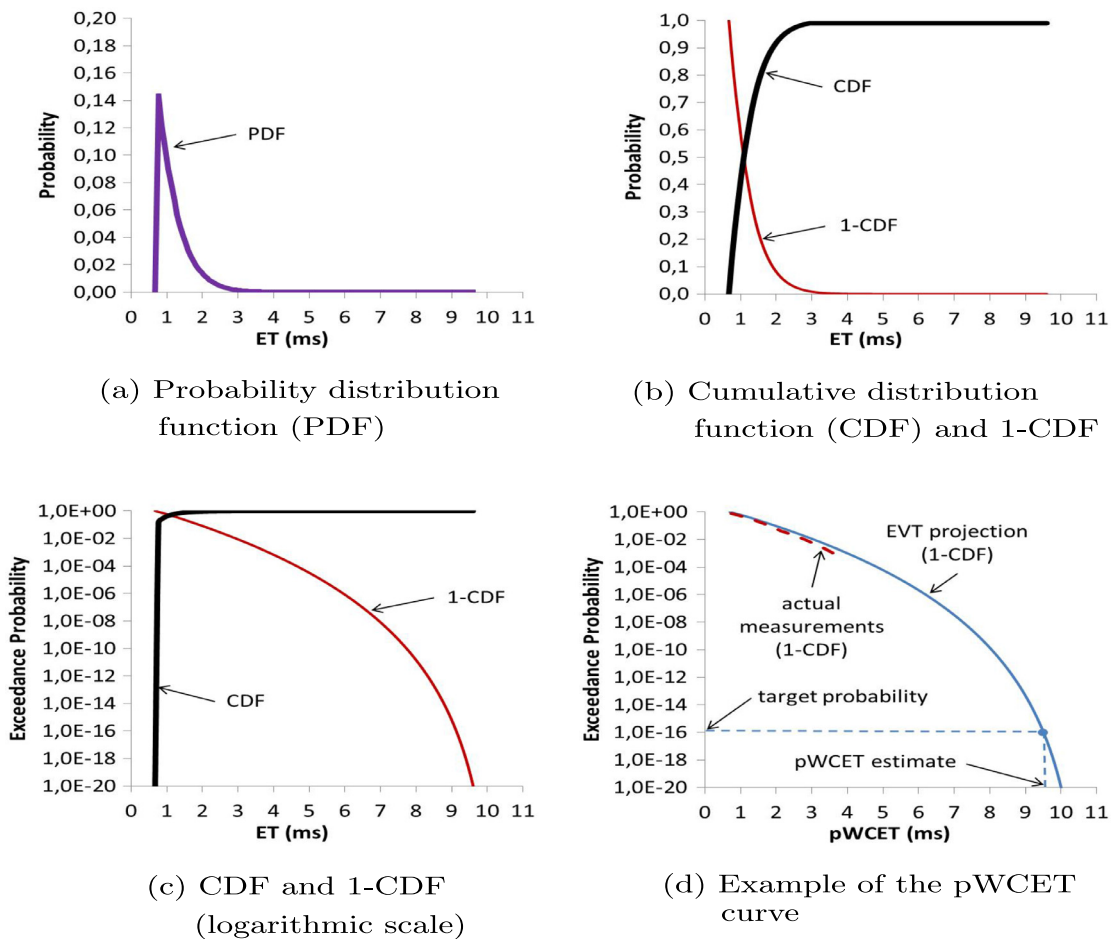 0,20
0,18
0,16
0,14
0,12
0,10
0,08
0,06
0,04
0,02
0,00
Probability
PDF
0 1 2 3 4 5 6 7 8 9 10 11
ET (ms)
(a) Probability distribution
function (PDF)
1,0
0,9
0,8
0,7
0,6
0,5
0,4
0,3
0,2
0,1
0,0
Probability
CDF
1-CDF
0 1 2 3 4 5 6 7 8 9 10 11
ET (ms)
(b) Cumulative distribution
function (CDF) and 1-CDF
1,0E+00
1,0E-02
1,0E-04
1,0E-06
1,0E-08
1,0E-10
1,0E-12
1,0E-14
1,0E-16
1,0E-18
1,0E-20
Exceedance Probability
1-CDF
CDF
0 1 2 3 4 5 6 7 8 9 10 11
ET (ms)
(c) CDF and 1-CDF
(logarithmic scale)
1,0E+00
1,0E-02
1,0E-04
1,0E-06
1,0E-08
1,0E-10
1,0E-12
1,0E-14
1,0E-16
1,0E-18
1,0E-20
Exceedance Probability
EVT projection
(1-CDF)
actual
measurements
(1-CDF)
target probability
pWCET estimate
0 1 2 3 4 5 6 7 8 9 10 11
pWCET (ms)
(d) Example of the pWCET
curve